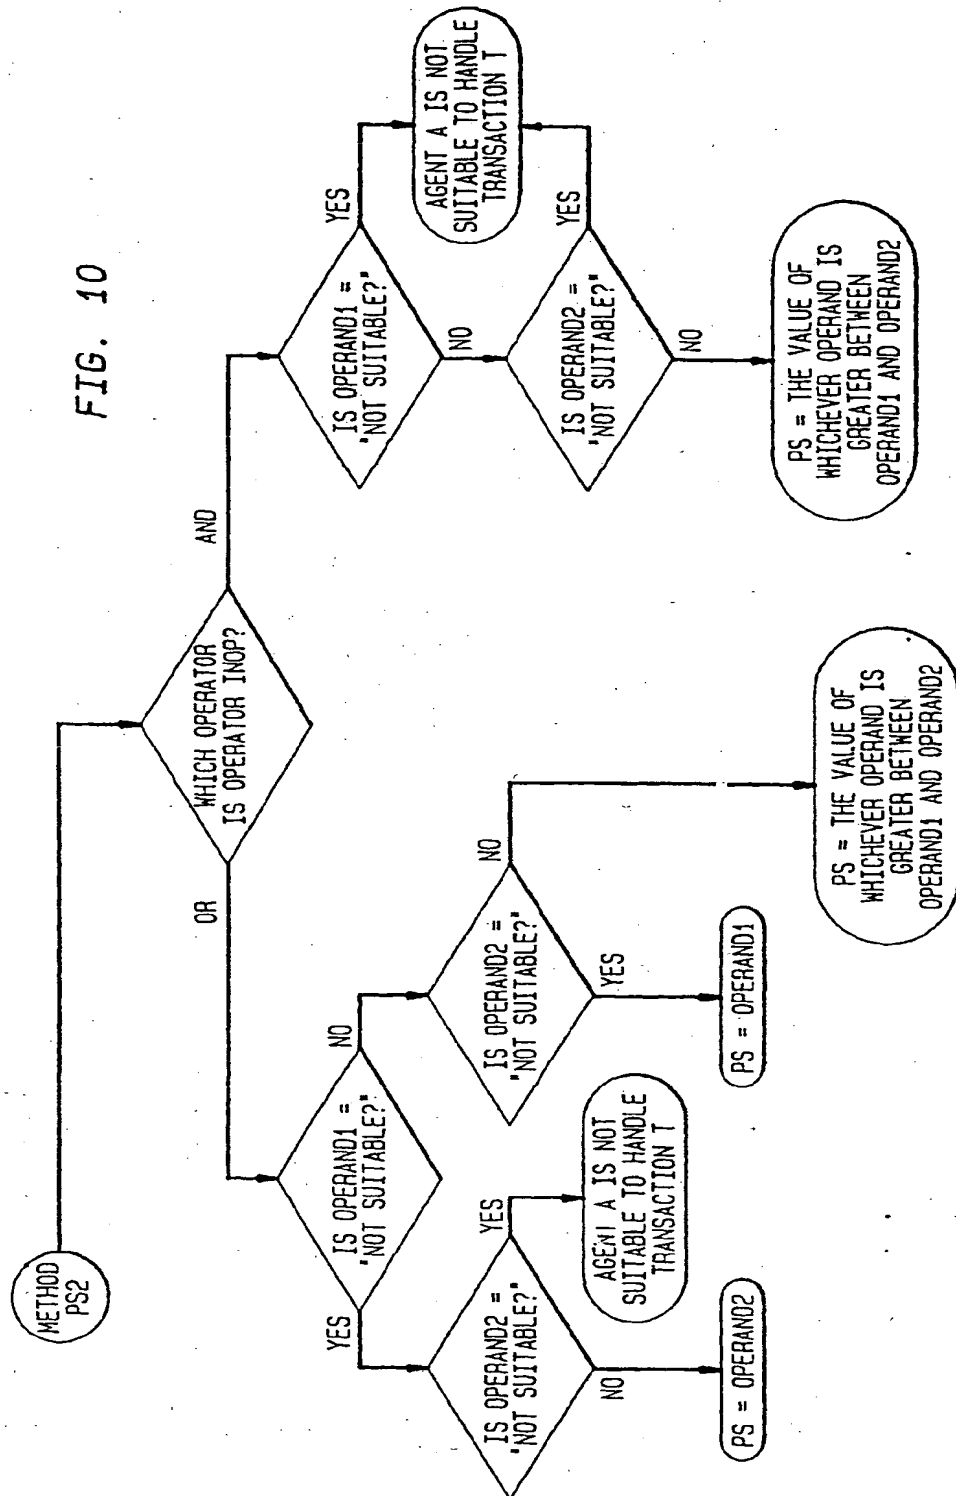 FIG. 10
METHOD
PS2
WHICH OPERATOR
IS OPERATOR INOP?
OR
AND
IS OPERAND1 =
"NOT SUITABLE?"
YES
NO
IS OPERAND2 =
"NOT SUITABLE?"
YES
NO
AGENT A IS NOT
SUITABLE TO HANDLE
TRANSACTION T
PS = OPERAND2
IS OPERAND2 =
"NOT SUITABLE?"
NO
YES
PS = OPERAND1
PS = THE VALUE OF
WHICHEVER OPERAND IS
GREATER BETWEEN
OPERAND1 AND OPERAND2
IS OPERAND1 =
"NOT SUITABLE?"
YES
NO
AGENT A IS NOT
SUITABLE TO HANDLE
TRANSACTION T
IS OPERAND2 =
"NOT SUITABLE?"
YES
NO
PS = THE VALUE OF
WHICHEVER OPERAND IS
GREATER BETWEEN
OPERAND1 AND OPERAND2